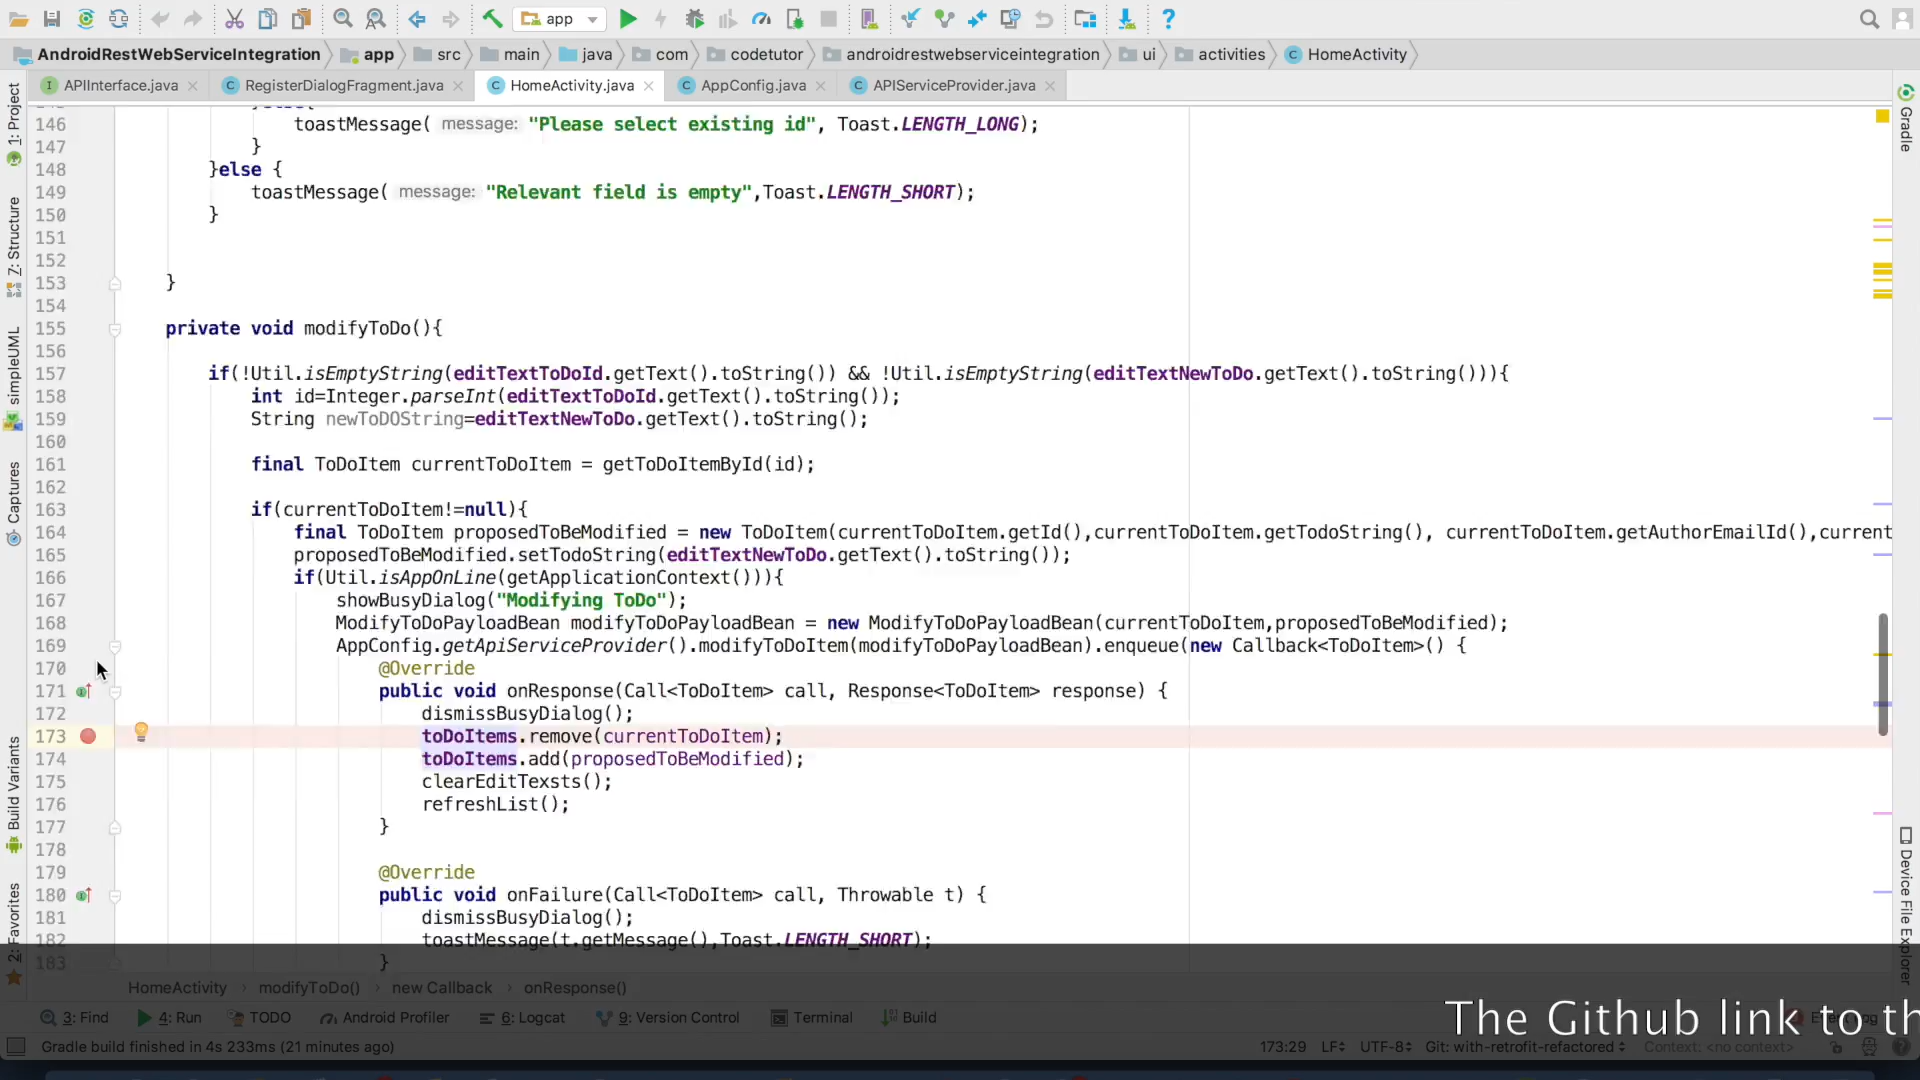 app
AndroidRestWebServiceIntegration app src main java com codetutor androidrestwebserviceintegration ui activities HomeActivity
APIInterface.java RegisterDialogFragment.java HomeActivity.java AppConfig.java APIServiceProvider.java
1: Project
7: Structure
simpleUML
Captures
Build Variants
2: Favorites
146 toastMessage( message: "Please select existing id", Toast.LENGTH_LONG);
147 }
148 }else {
149 toastMessage( message: "Relevant field is empty",Toast.LENGTH_SHORT);
150 }
151
152
153 }
154
155 private void modifyToDo(){
156
157 if(!Util.isEmptyString(editTextToDoId.getText().toString()) && !Util.isEmptyString(editTextNewToDo.getText().toString())){
158 int id=Integer.parseInt(editTextToDoId.getText().toString());
159 String newToDOString=editTextNewToDo.getText().toString();
160
161 final ToDoItem currentToDoItem = getToDoItemById(id);
162
163 if(currentToDoItem!=null){
164 final ToDoItem proposedToBeModified = new ToDoItem(currentToDoItem.getId(),currentToDoItem.getTodoString(), currentToDoItem.getAuthorEmailId(),current
165 proposedToBeModified.setTodoString(editTextNewToDo.getText().toString());
166 if(Util.isAppOnLine(getApplicationContext())){
167 showBusyDialog("Modifying ToDo");
168 ModifyToDoPayloadBean modifyToDoPayloadBean = new ModifyToDoPayloadBean(currentToDoItem,proposedToBeModified);
169 AppConfig.getApiServiceProvider().modifyToDoItem(modifyToDoPayloadBean).enqueue(new Callback<ToDoItem>() {
170 @Override
171 public void onResponse(Call<ToDoItem> call, Response<ToDoItem> response) {
172 dismissBusyDialog();
173 toDoItems.remove(currentToDoItem);
174 toDoItems.add(proposedToBeModified);
175 clearEditTexsts();
176 refreshList();
177 }
178
179 @Override
180 public void onFailure(Call<ToDoItem> call, Throwable t) {
181 dismissBusyDialog();
182 toastMessage(t.getMessage(),Toast.LENGTH_SHORT);
183 }
Gradle
Device File Explorer
HomeActivity modifyToDo() new Callback onResponse()
3: Find 4: Run TODO Android Profiler 6: Logcat 9: Version Control Terminal Build
The Github link to th
Gradle build finished in 4s 233ms (21 minutes ago) 173:29 LF UTF-8 Git: with-retrofit-refactored Context: <no context>